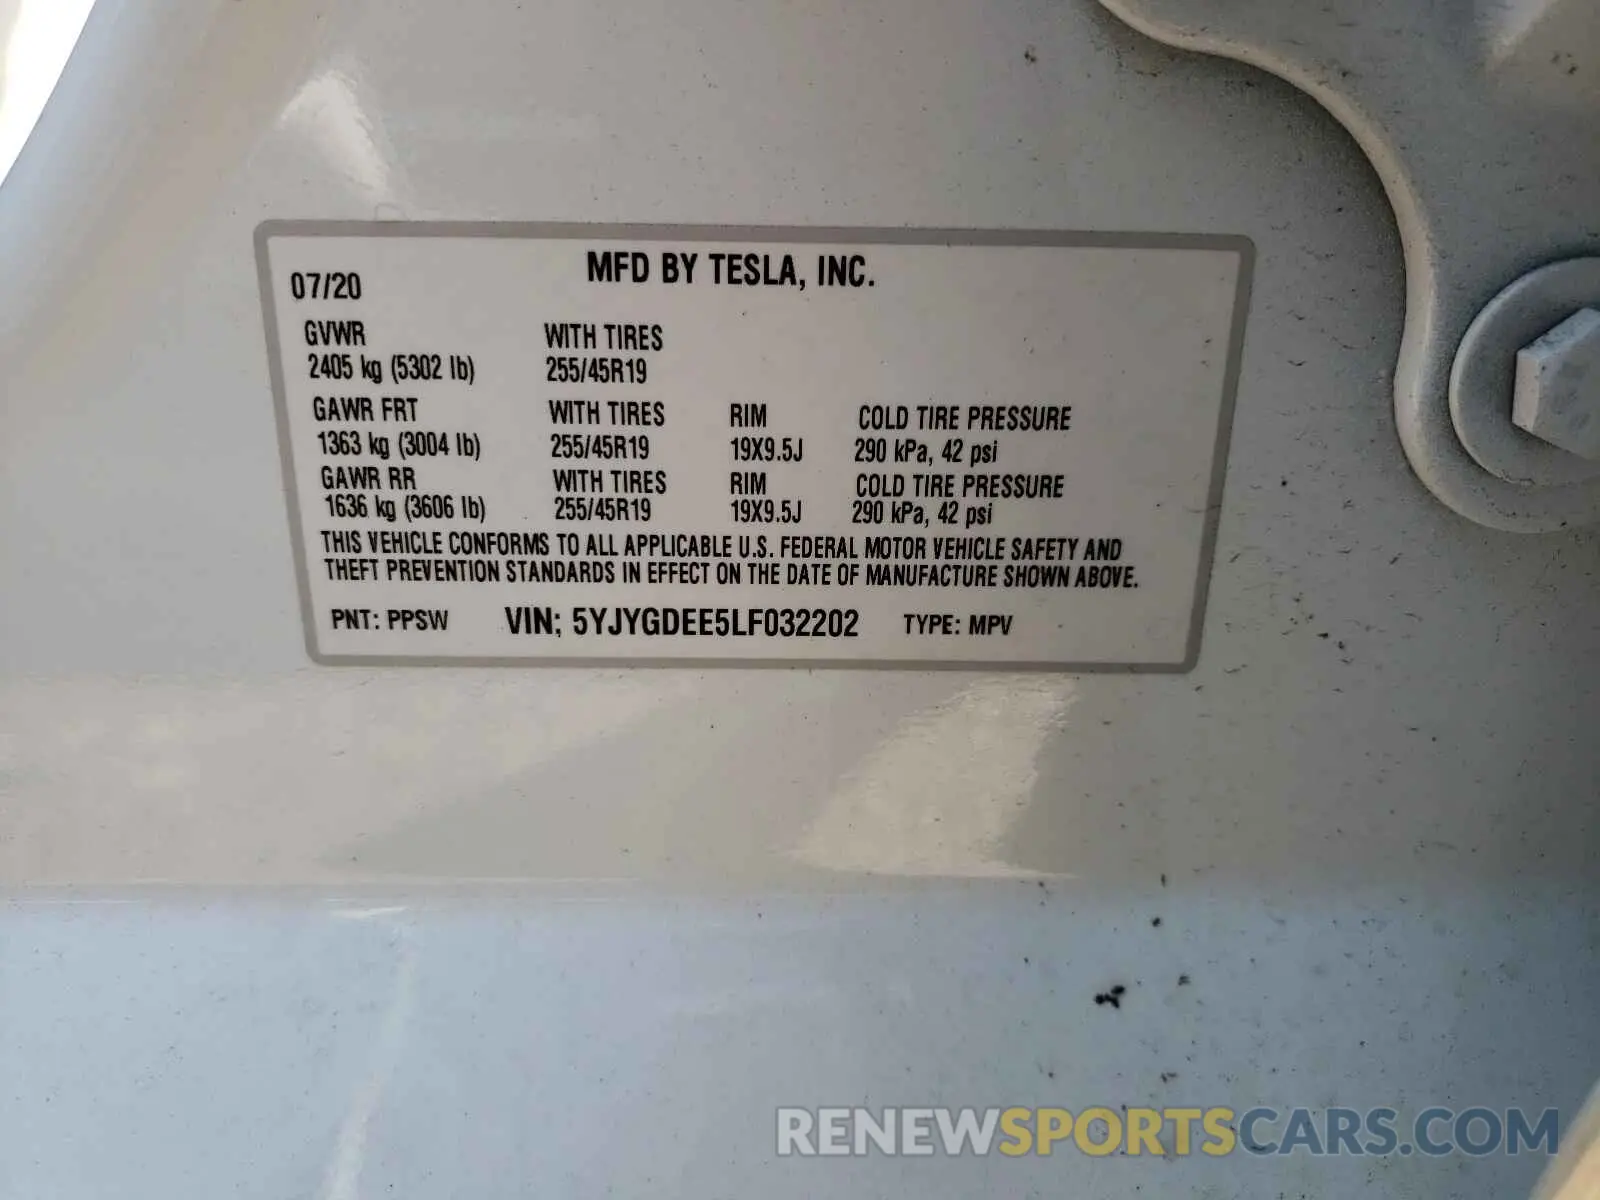 MFD BY TESLA, INC.
07/20
GVWR WITH TIRES
2405 kg (5302 lb) 255/45R19
GAWR FRT WITH TIRES RIM COLD TIRE PRESSURE
1363 kg (3004 lb) 255/45R19 19X9.5J 290 kPa, 42 psi
GAWR RR WITH TIRES RIM COLD TIRE PRESSURE
1636 kg (3606 lb) 255/45R19 19X9.5J 290 kPa, 42 psi
THIS VEHICLE CONFORMS TO ALL APPLICABLE U.S. FEDERAL MOTOR VEHICLE SAFETY AND
THEFT PREVENTION STANDARDS IN EFFECT ON THE DATE OF MANUFACTURE SHOWN ABOVE.
PNT: PPSW VIN; 5YJYGDEE5LF032202 TYPE: MPV
RENEWSPORTSCARS.COM